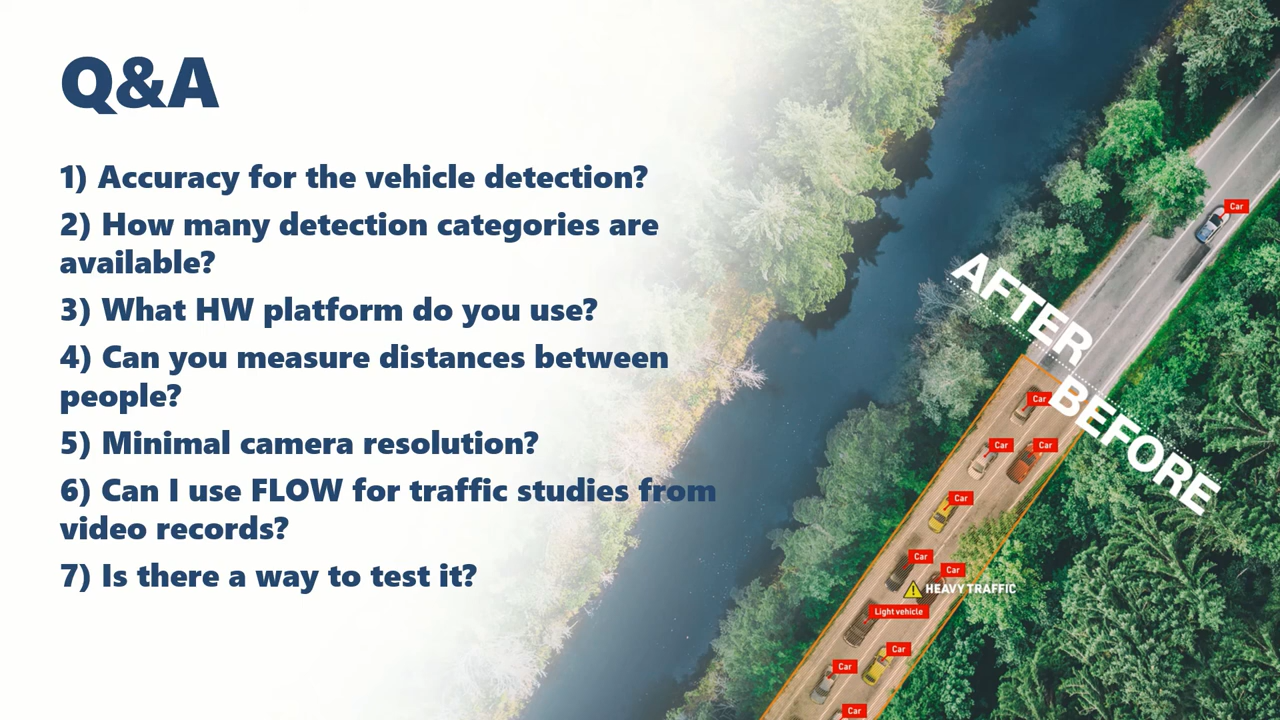 Q&A
1) Accuracy for the vehicle detection?
2) How many detection categories are
available?
3) What HW platform do you use?
4) Can you measure distances between
people?
5) Minimal camera resolution?
6) Can I use FLOW for traffic studies from
video records?
7) Is there a way to test it?
Car
AFTER
BEFORE
Car
Car
Car
Car
Car
Car
HEAVY TRAFFIC
Light vehicle
Car
Car
Car